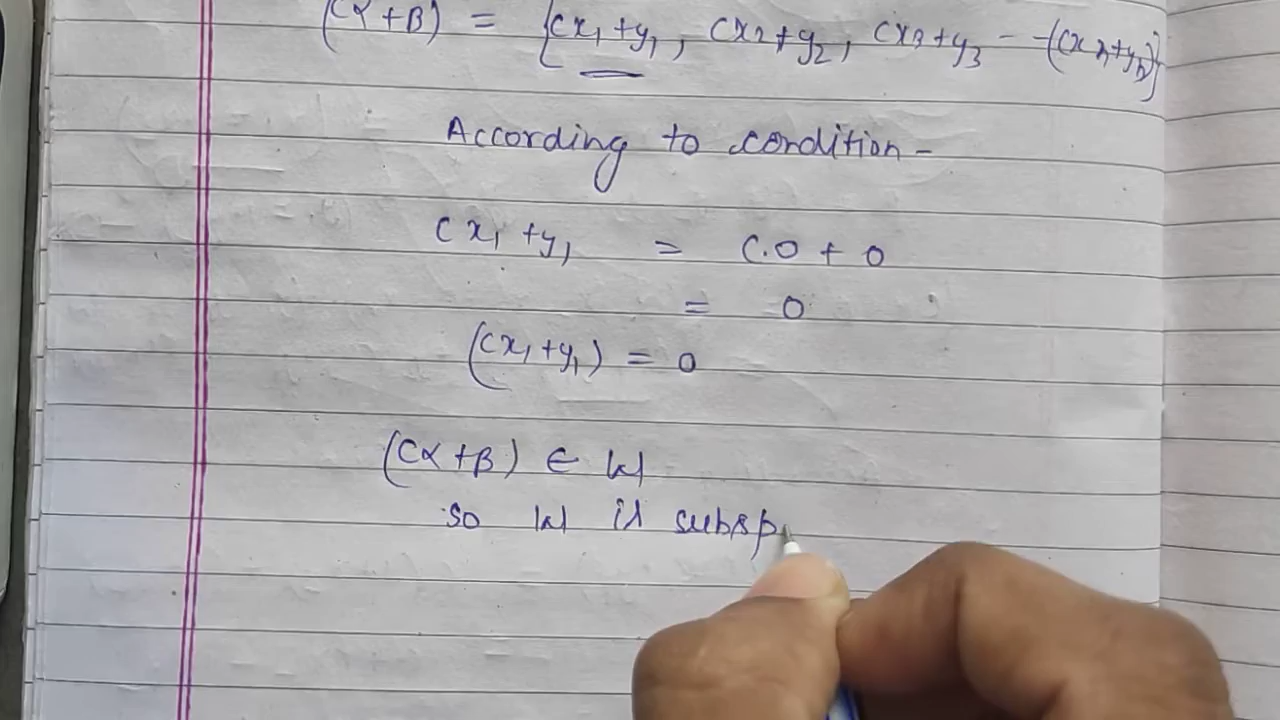 (cα+β) = {cx₁+y₁, cx₂+y₂, cx₃+y₃ - -(cxₙ+yₙ)}
According to condition -
cx₁ +y₁ = c.0 + 0
= 0
(cx₁+y₁) = 0
(cα+β) ∈ W
so W is subsp